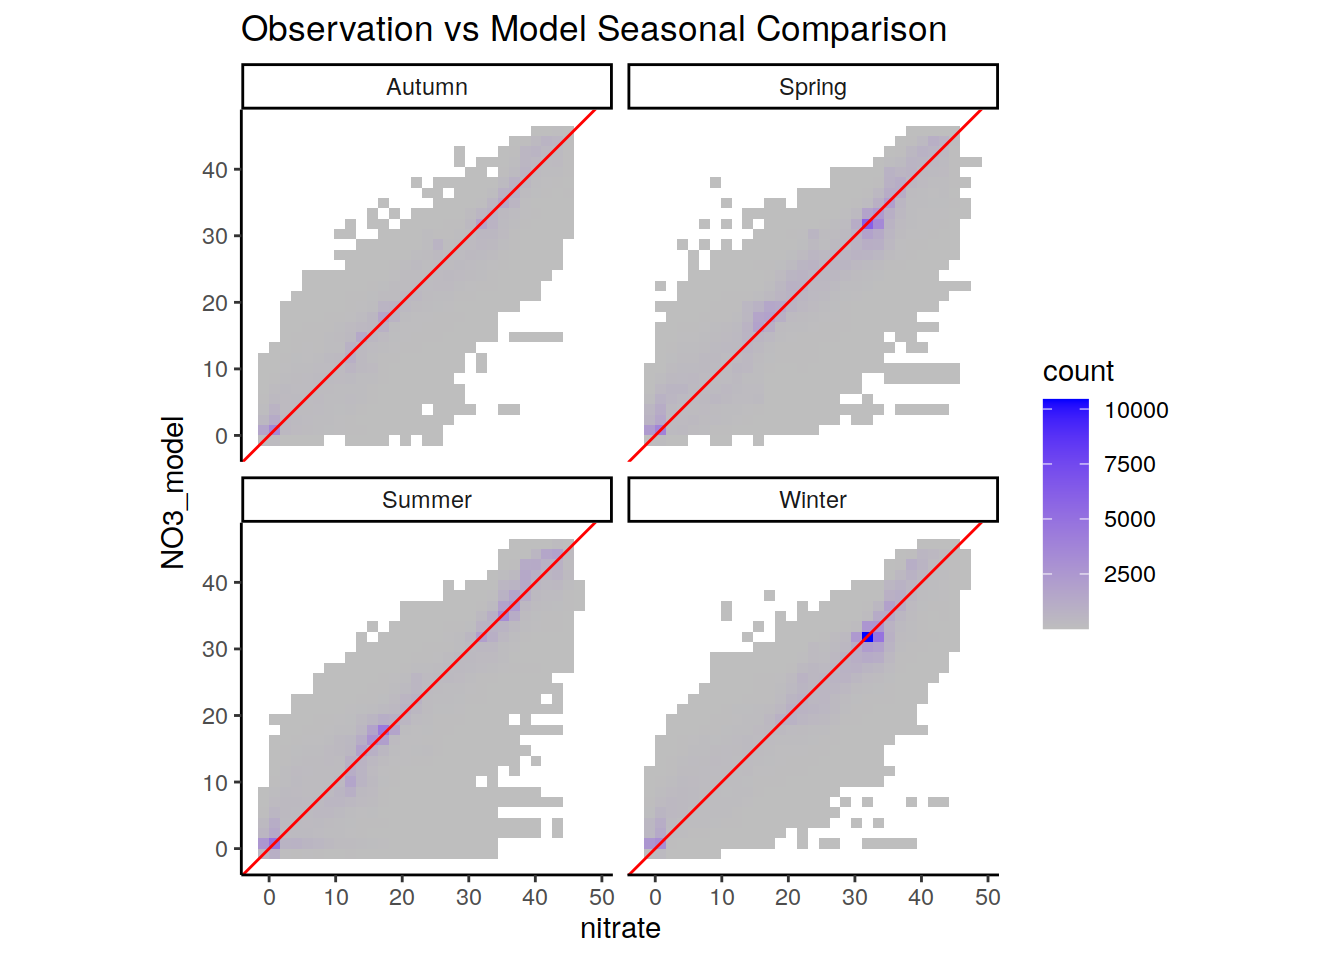 Observation vs Model Seasonal Comparison
Autumn
Spring
40
30
20
10
0
Summer
Winter
40
30
20
10
0
0 10 20 30 40 50
0 10 20 30 40 50
nitrate
NO3_model
count
10000
7500
5000
2500